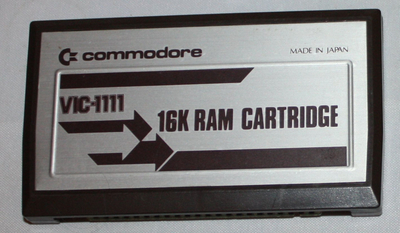 commodore
MADE IN JAPAN
VIC-1111
16K RAM CARTRIDGE